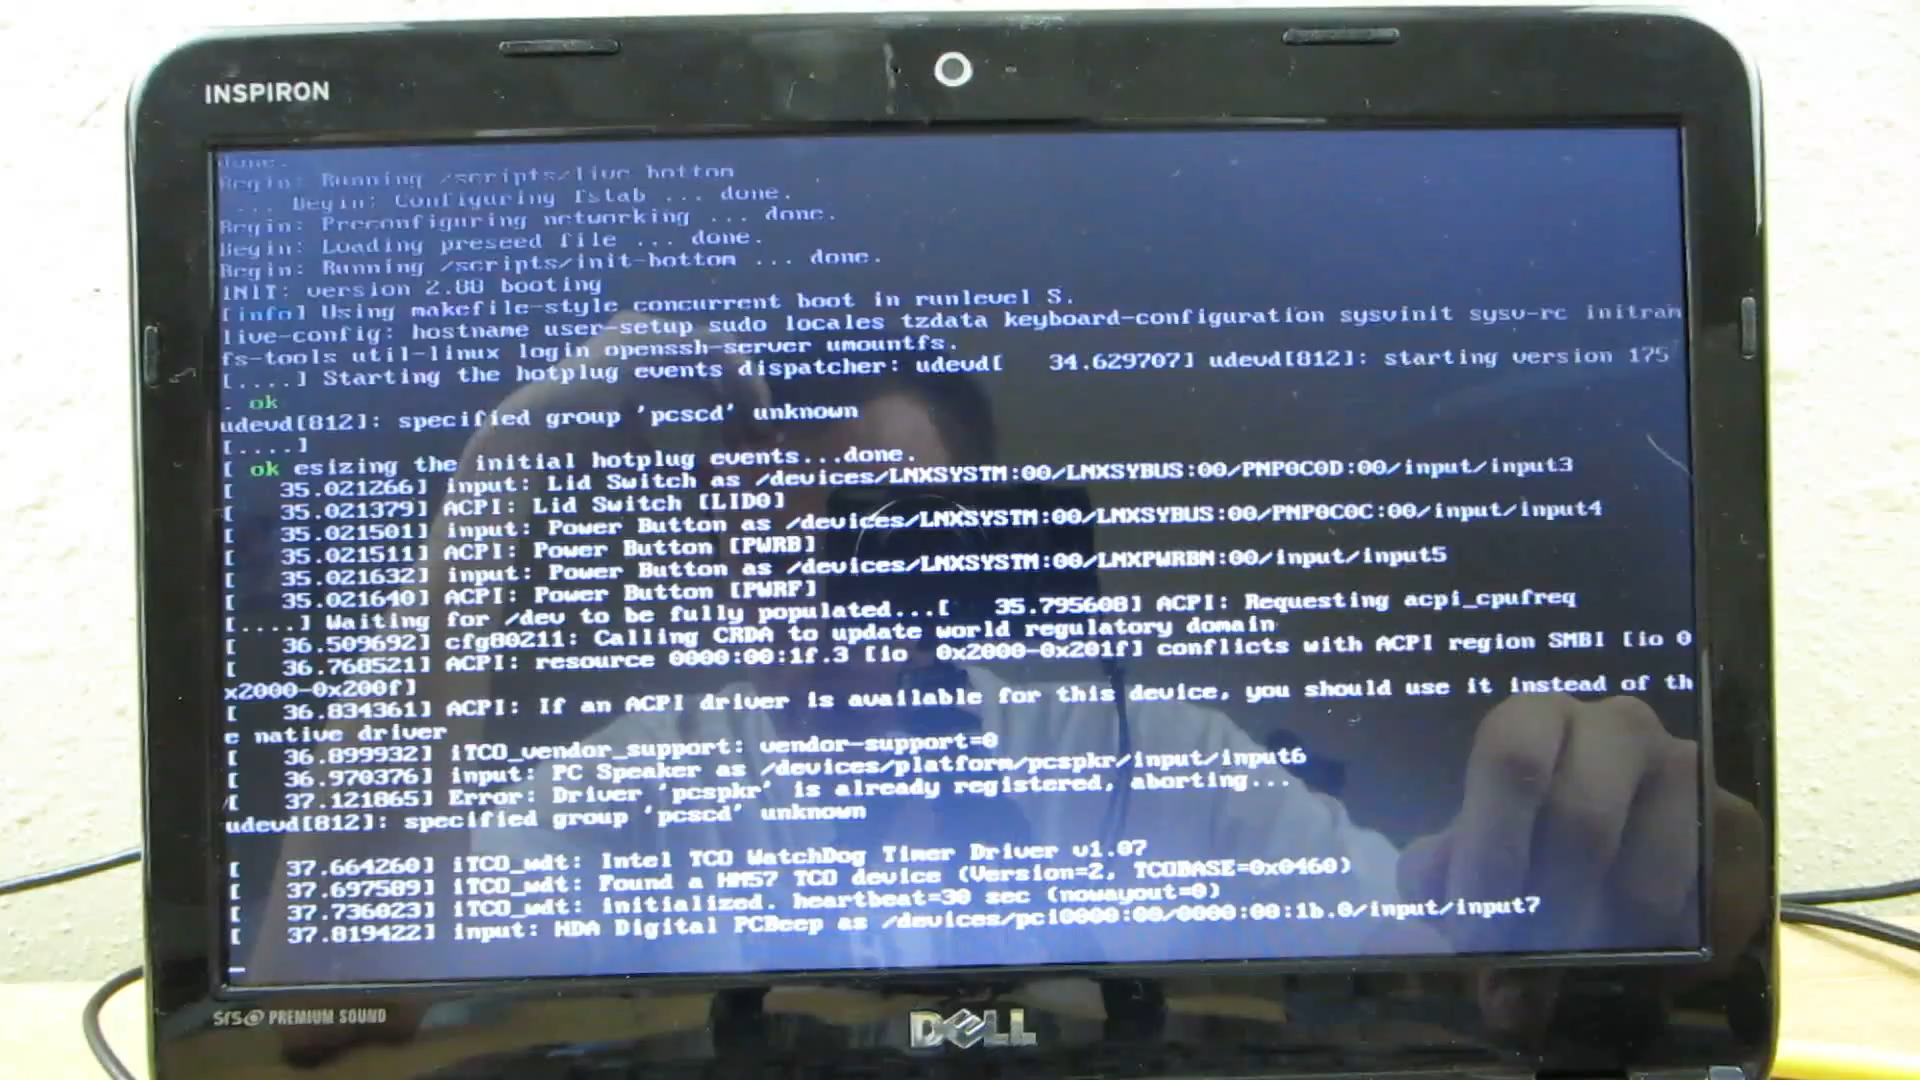 INSPIRON
done.
Begin: Running /scripts/live-bottom
... Begin: Configuring fstab ... done.
Begin: Preconfiguring networking ... done.
Begin: Loading preseed file ... done.
Begin: Running /scripts/init-bottom ... done.
INIT: version 2.88 booting
[info] Using makefile-style concurrent boot in runlevel S.
live-config: hostname user-setup sudo locales tzdata keyboard-configuration sysvinit sysv-rc initram
fs-tools util-linux login openssh-server umountfs.
[....] Starting the hotplug events dispatcher: udevd[   34.629707] udevd[812]: starting version 175
. ok
udevd[812]: specified group 'pcscd' unknown
[....]
[ ok esizing the initial hotplug events...done.
[   35.021266] input: Lid Switch as /devices/LNXSYSTM:00/LNXSYBUS:00/PNP0C0D:00/input/input3
[   35.021379] ACPI: Lid Switch [LID0]
[   35.021501] input: Power Button as /devices/LNXSYSTM:00/LNXSYBUS:00/PNP0C0C:00/input/input4
[   35.021511] ACPI: Power Button [PWRB]
[   35.021632] input: Power Button as /devices/LNXSYSTM:00/LNXPWRBN:00/input/input5
[   35.021640] ACPI: Power Button [PWRF]
[....] Waiting for /dev to be fully populated...[   35.795608] ACPI: Requesting acpi_cpufreq
[   36.509692] cfg80211: Calling CRDA to update world regulatory domain
[   36.768521] ACPI: resource 0000:00:1f.3 [io  0x2000-0x201f] conflicts with ACPI region SMBI [io 0
x2000-0x200f]
[   36.834361] ACPI: If an ACPI driver is available for this device, you should use it instead of th
e native driver
[   36.899932] iTCO_vendor_support: vendor-support=0
[   36.970376] input: PC Speaker as /devices/platform/pcspkr/input/input6
[   37.121865] Error: Driver 'pcspkr' is already registered, aborting...
udevd[812]: specified group 'pcscd' unknown
[   37.664260] iTCO_wdt: Intel TCO WatchDog Timer Driver v1.07
[   37.697589] iTCO_wdt: Found a HM57 TCO device (Version=2, TCOBASE=0x0460)
[   37.736023] iTCO_wdt: initialized. heartbeat=30 sec (nowayout=0)
[   37.819422] input: HDA Digital PCBeep as /devices/pci0000:00/0000:00:1b.0/input/input7
SRS PREMIUM SOUND
DELL